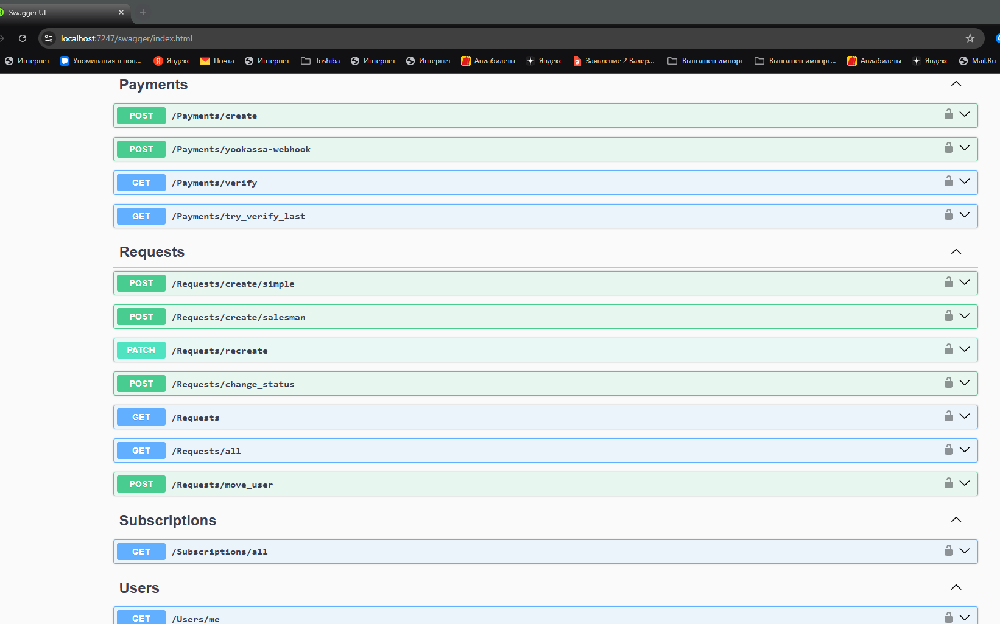 Swagger UI
localhost:7247/swagger/index.html
Интернет Упоминания в нов... Яндекс Почта Интернет Toshiba Интернет Интернет Авиабилеты Яндекс Заявление 2 Валер... Выполнен импорт Выполнен импорт... Авиабилеты Яндекс Mail.Ru
Payments
POST /Payments/create
POST /Payments/yookassa-webhook
GET /Payments/verify
GET /Payments/try_verify_last
Requests
POST /Requests/create/simple
POST /Requests/create/salesman
PATCH /Requests/recreate
POST /Requests/change_status
GET /Requests
GET /Requests/all
POST /Requests/move_user
Subscriptions
GET /Subscriptions/all
Users
GET /Users/me